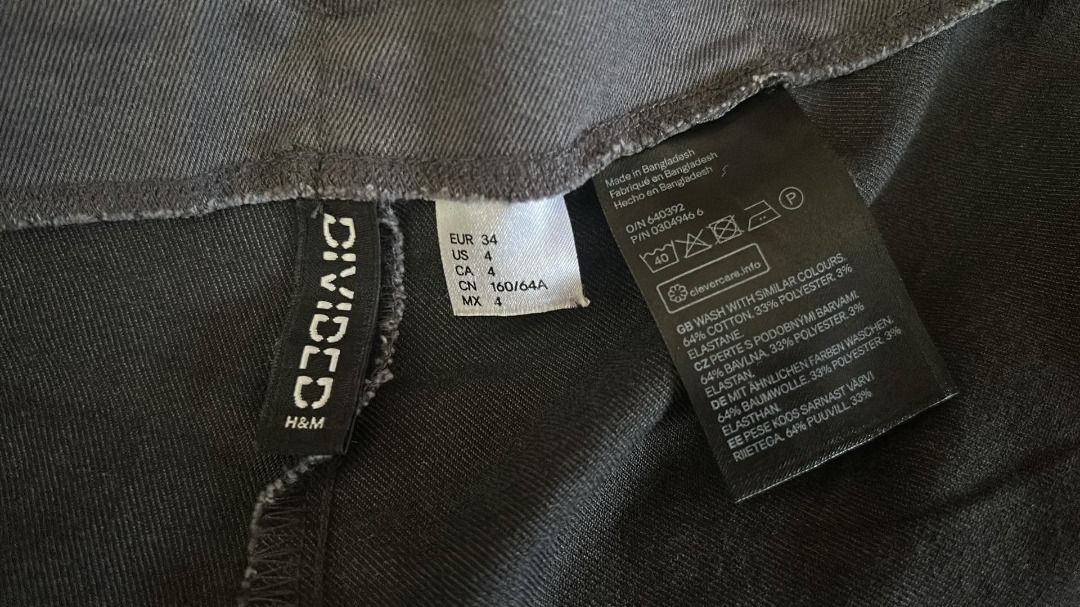 DIVIDED
H&M
EUR 34
US 4
CA 4
CN 160/64A
MX 4
Made in Bangladesh
Fabriqué en Bangladesh
Hecho en Bangladesh
O/N 640392
P/N 0304946 6
40 P
clevercare.info
GB WASH WITH SIMILAR COLOURS.
64% COTTON. 33% POLYESTER. 3%
ELASTANE.
CZ PERTE S PODOBNÝMI BARVAMI.
64% BAVLNA. 33% POLYESTER. 3%
ELASTAN.
DE MIT ÄHNLICHEN FARBEN WASCHEN.
64% BAUMWOLLE. 33% POLYESTER. 3%
ELASTHAN.
EE PESE KOOS SARNAST VÄRVI
RIIETEGA. 64% PUUVILL. 33%